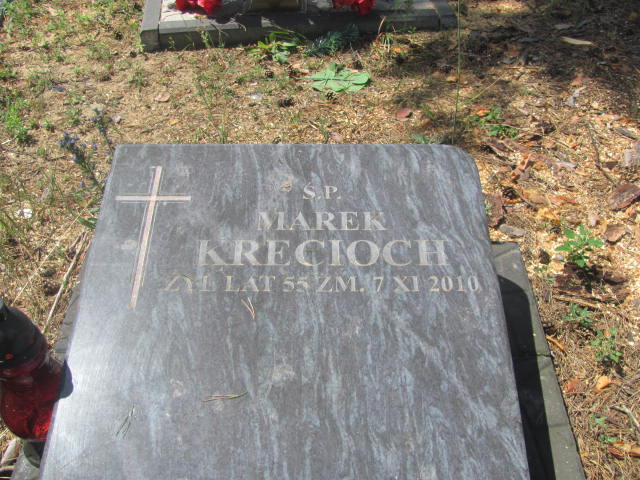 Ś.P.
MAREK
KRECIOCH
ŻYŁ LAT 55 ZM. 7 XI 2010